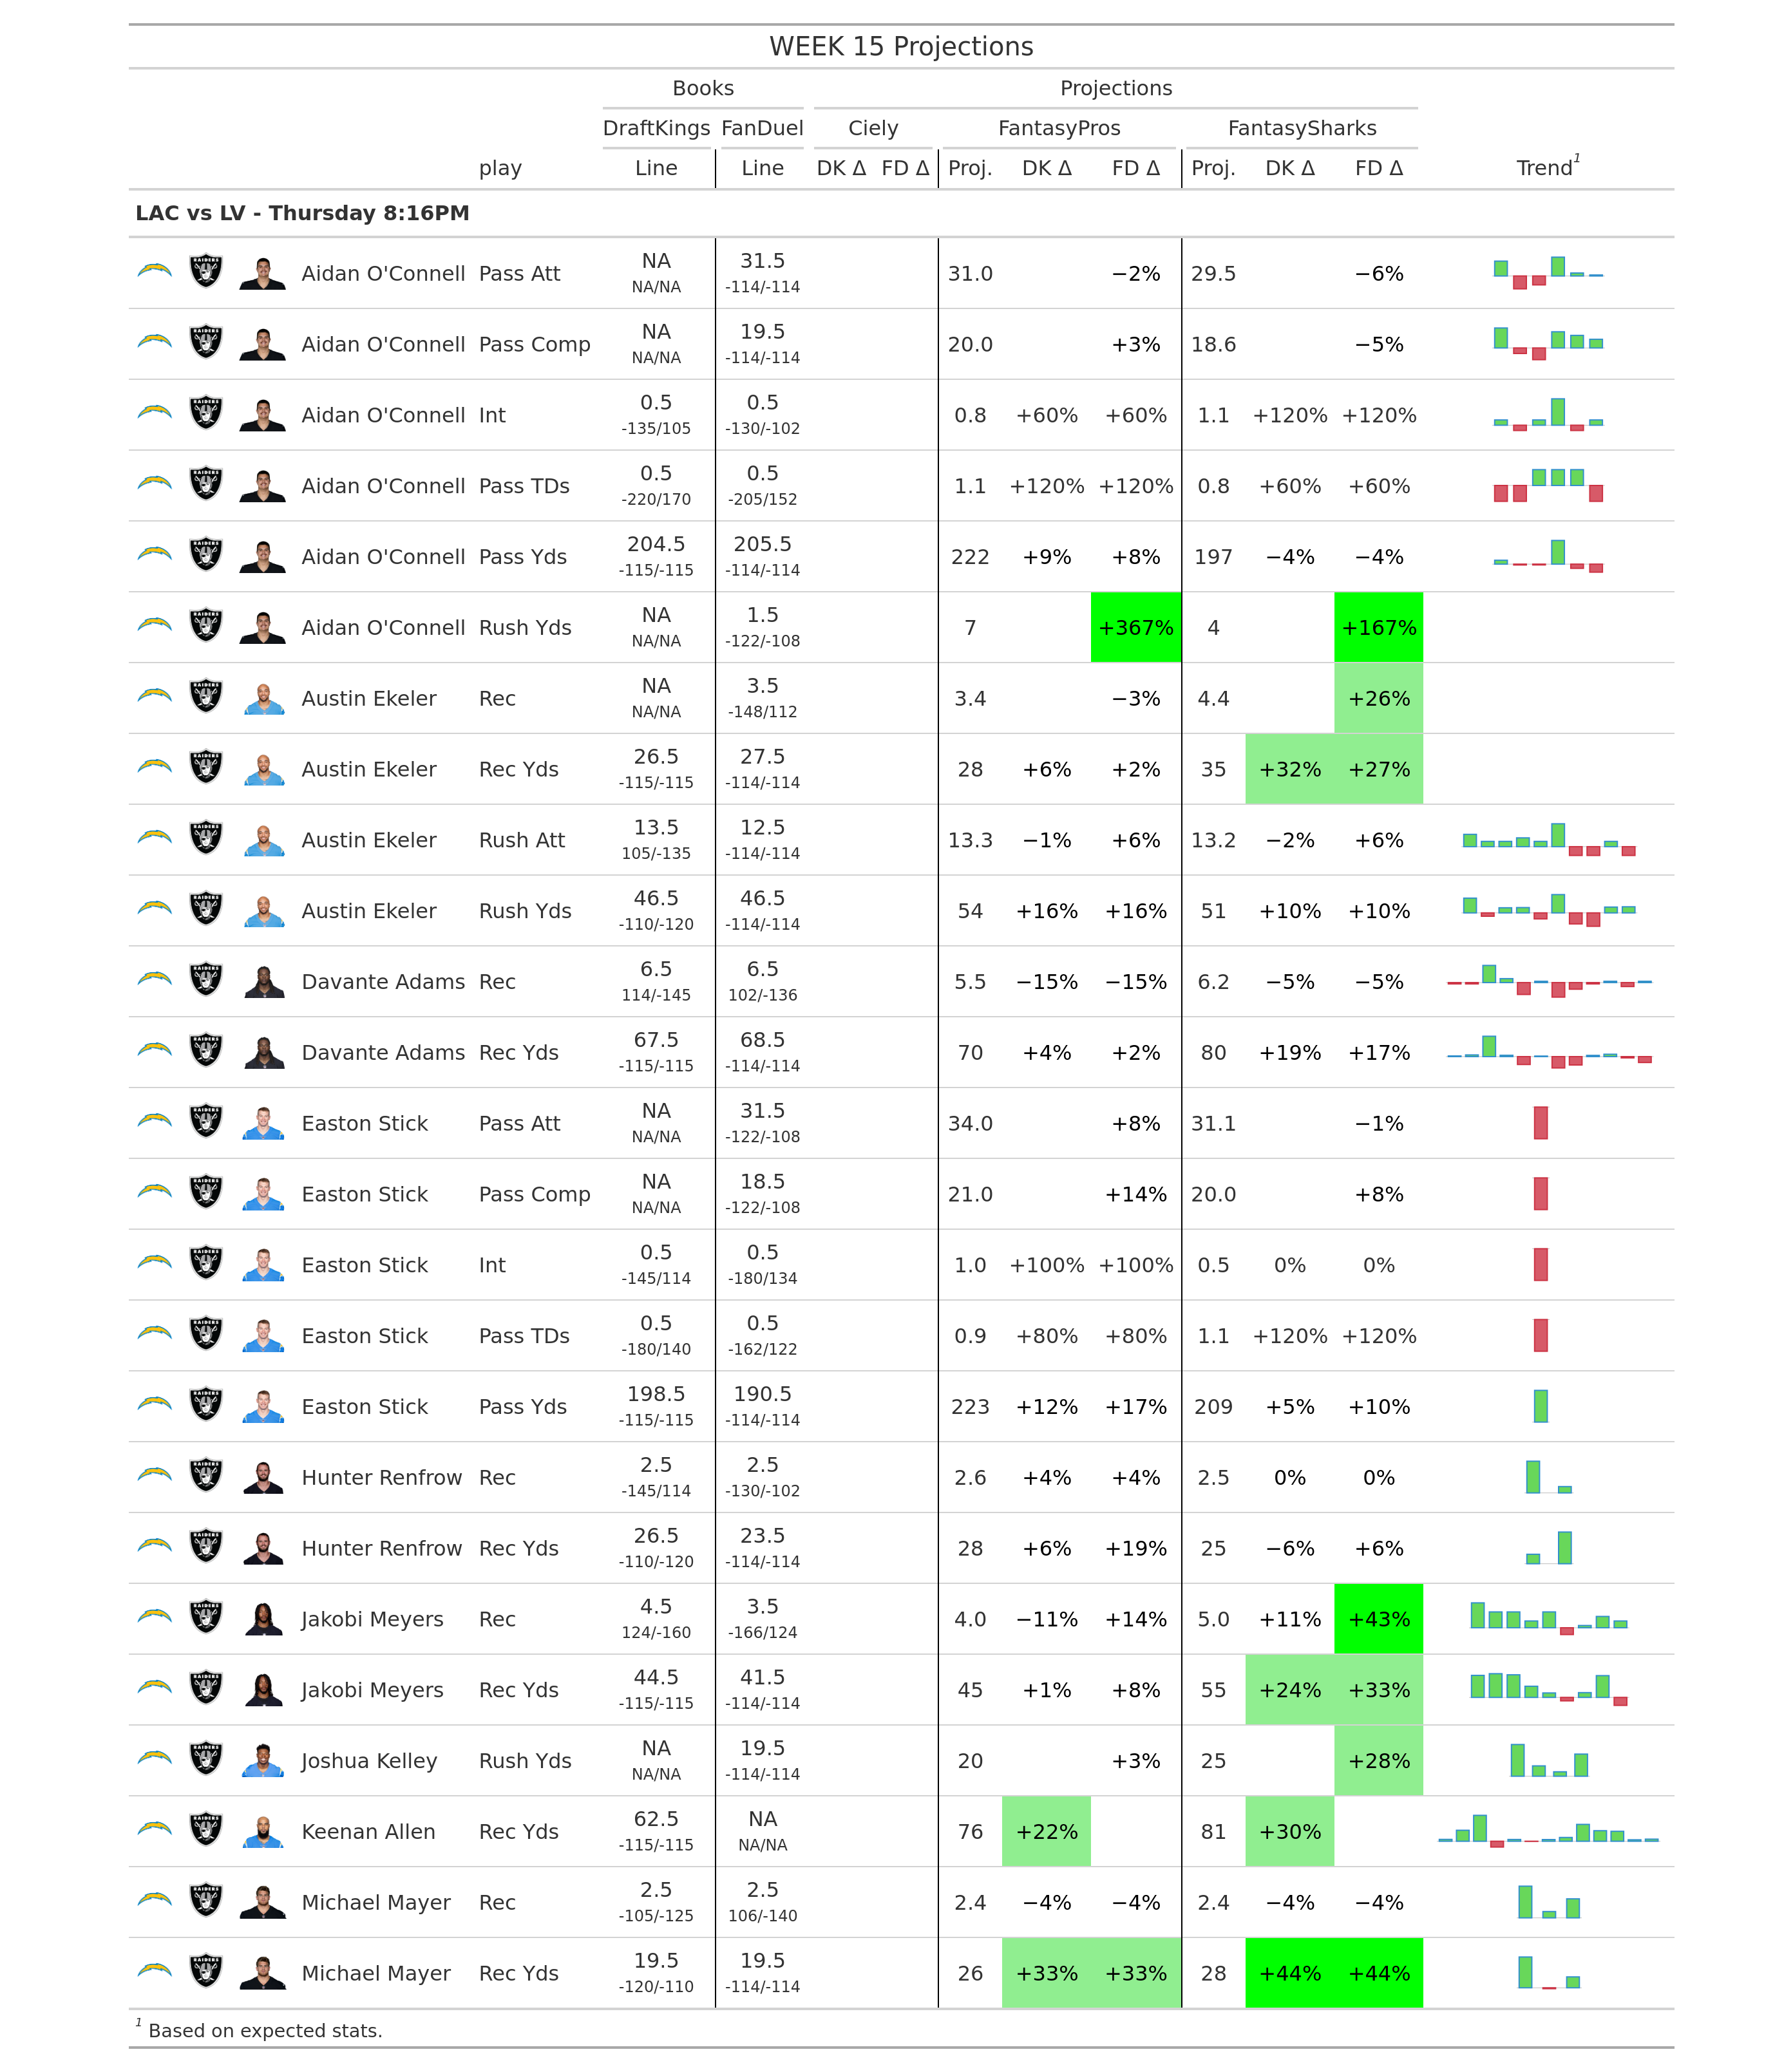 WEEK 15 Projections
Books Projections
DraftKings FanDuel Ciely FantasyPros FantasySharks
play Line Line DK Δ FD Δ Proj. DK Δ FD Δ Proj. DK Δ FD Δ Trend1
LAC vs LV - Thursday 8:16PM
Aidan O'Connell Pass Att NA 31.5 31.0 −2% 29.5 −6%
NA/NA -114/-114
Aidan O'Connell Pass Comp NA 19.5 20.0 +3% 18.6 −5%
NA/NA -114/-114
Aidan O'Connell Int 0.5 0.5 0.8 +60% +60% 1.1 +120% +120%
-135/105 -130/-102
Aidan O'Connell Pass TDs 0.5 0.5 1.1 +120% +120% 0.8 +60% +60%
-220/170 -205/152
Aidan O'Connell Pass Yds 204.5 205.5 222 +9% +8% 197 −4% −4%
-115/-115 -114/-114
Aidan O'Connell Rush Yds NA 1.5 7 +367% 4 +167%
NA/NA -122/-108
Austin Ekeler Rec NA 3.5 3.4 −3% 4.4 +26%
NA/NA -148/112
Austin Ekeler Rec Yds 26.5 27.5 28 +6% +2% 35 +32% +27%
-115/-115 -114/-114
Austin Ekeler Rush Att 13.5 12.5 13.3 −1% +6% 13.2 −2% +6%
105/-135 -114/-114
Austin Ekeler Rush Yds 46.5 46.5 54 +16% +16% 51 +10% +10%
-110/-120 -114/-114
Davante Adams Rec 6.5 6.5 5.5 −15% −15% 6.2 −5% −5%
114/-145 102/-136
Davante Adams Rec Yds 67.5 68.5 70 +4% +2% 80 +19% +17%
-115/-115 -114/-114
Easton Stick Pass Att NA 31.5 34.0 +8% 31.1 −1%
NA/NA -122/-108
Easton Stick Pass Comp NA 18.5 21.0 +14% 20.0 +8%
NA/NA -122/-108
Easton Stick Int 0.5 0.5 1.0 +100% +100% 0.5 0% 0%
-145/114 -180/134
Easton Stick Pass TDs 0.5 0.5 0.9 +80% +80% 1.1 +120% +120%
-180/140 -162/122
Easton Stick Pass Yds 198.5 190.5 223 +12% +17% 209 +5% +10%
-115/-115 -114/-114
Hunter Renfrow Rec 2.5 2.5 2.6 +4% +4% 2.5 0% 0%
-145/114 -130/-102
Hunter Renfrow Rec Yds 26.5 23.5 28 +6% +19% 25 −6% +6%
-110/-120 -114/-114
Jakobi Meyers Rec 4.5 3.5 4.0 −11% +14% 5.0 +11% +43%
124/-160 -166/124
Jakobi Meyers Rec Yds 44.5 41.5 45 +1% +8% 55 +24% +33%
-115/-115 -114/-114
Joshua Kelley Rush Yds NA 19.5 20 +3% 25 +28%
NA/NA -114/-114
Keenan Allen Rec Yds 62.5 NA 76 +22% 81 +30%
-115/-115 NA/NA
Michael Mayer Rec 2.5 2.5 2.4 −4% −4% 2.4 −4% −4%
-105/-125 106/-140
Michael Mayer Rec Yds 19.5 19.5 26 +33% +33% 28 +44% +44%
-120/-110 -114/-114
1 Based on expected stats.